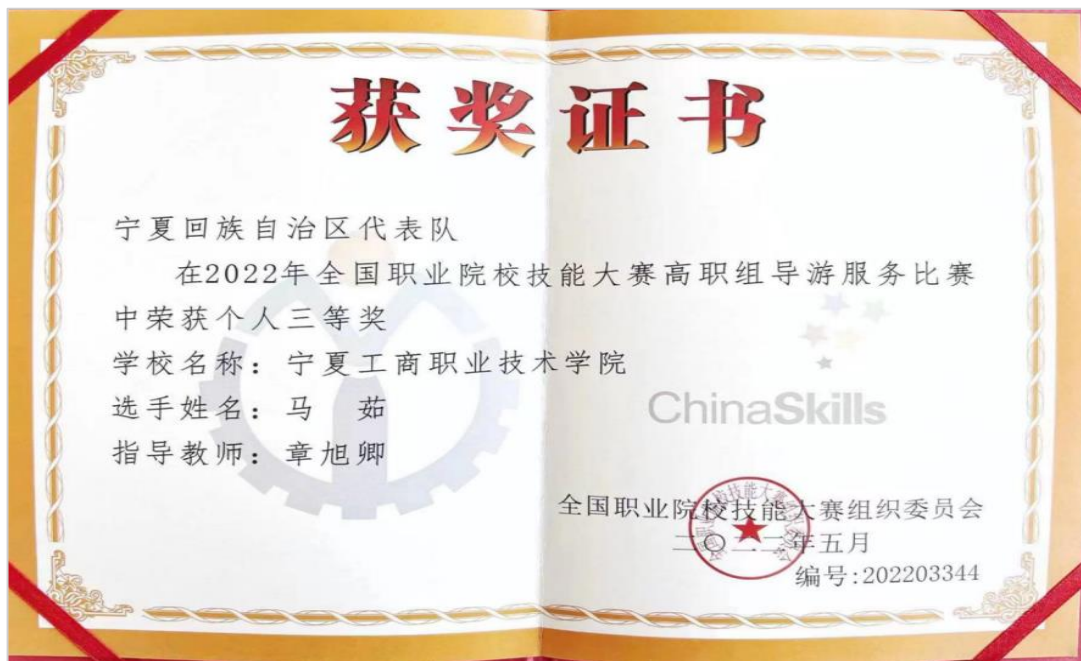 获奖证书
宁夏回族自治区代表队
在2022年全国职业院校技能大赛高职组导游服务比赛
中荣获个人三等奖
学校名称：宁夏工商职业技术学院
选手姓名：马 茹
指导教师：章旭卿
ChinaSkills
全国职业院校技能大赛组织委员会
二〇二二年五月
编号:202203344